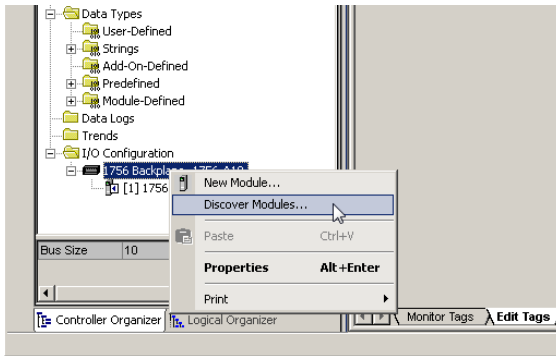 Data Types
User-Defined
Strings
Add-On-Defined
Predefined
Module-Defined
Data Logs
Trends
I/O Configuration
1756 Backplane, 1756-A10
[1] 1756
New Module...
Discover Modules...
Paste Ctrl+V
Properties Alt+Enter
Print
Bus Size 10
Controller Organizer Logical Organizer
Monitor Tags Edit Tags